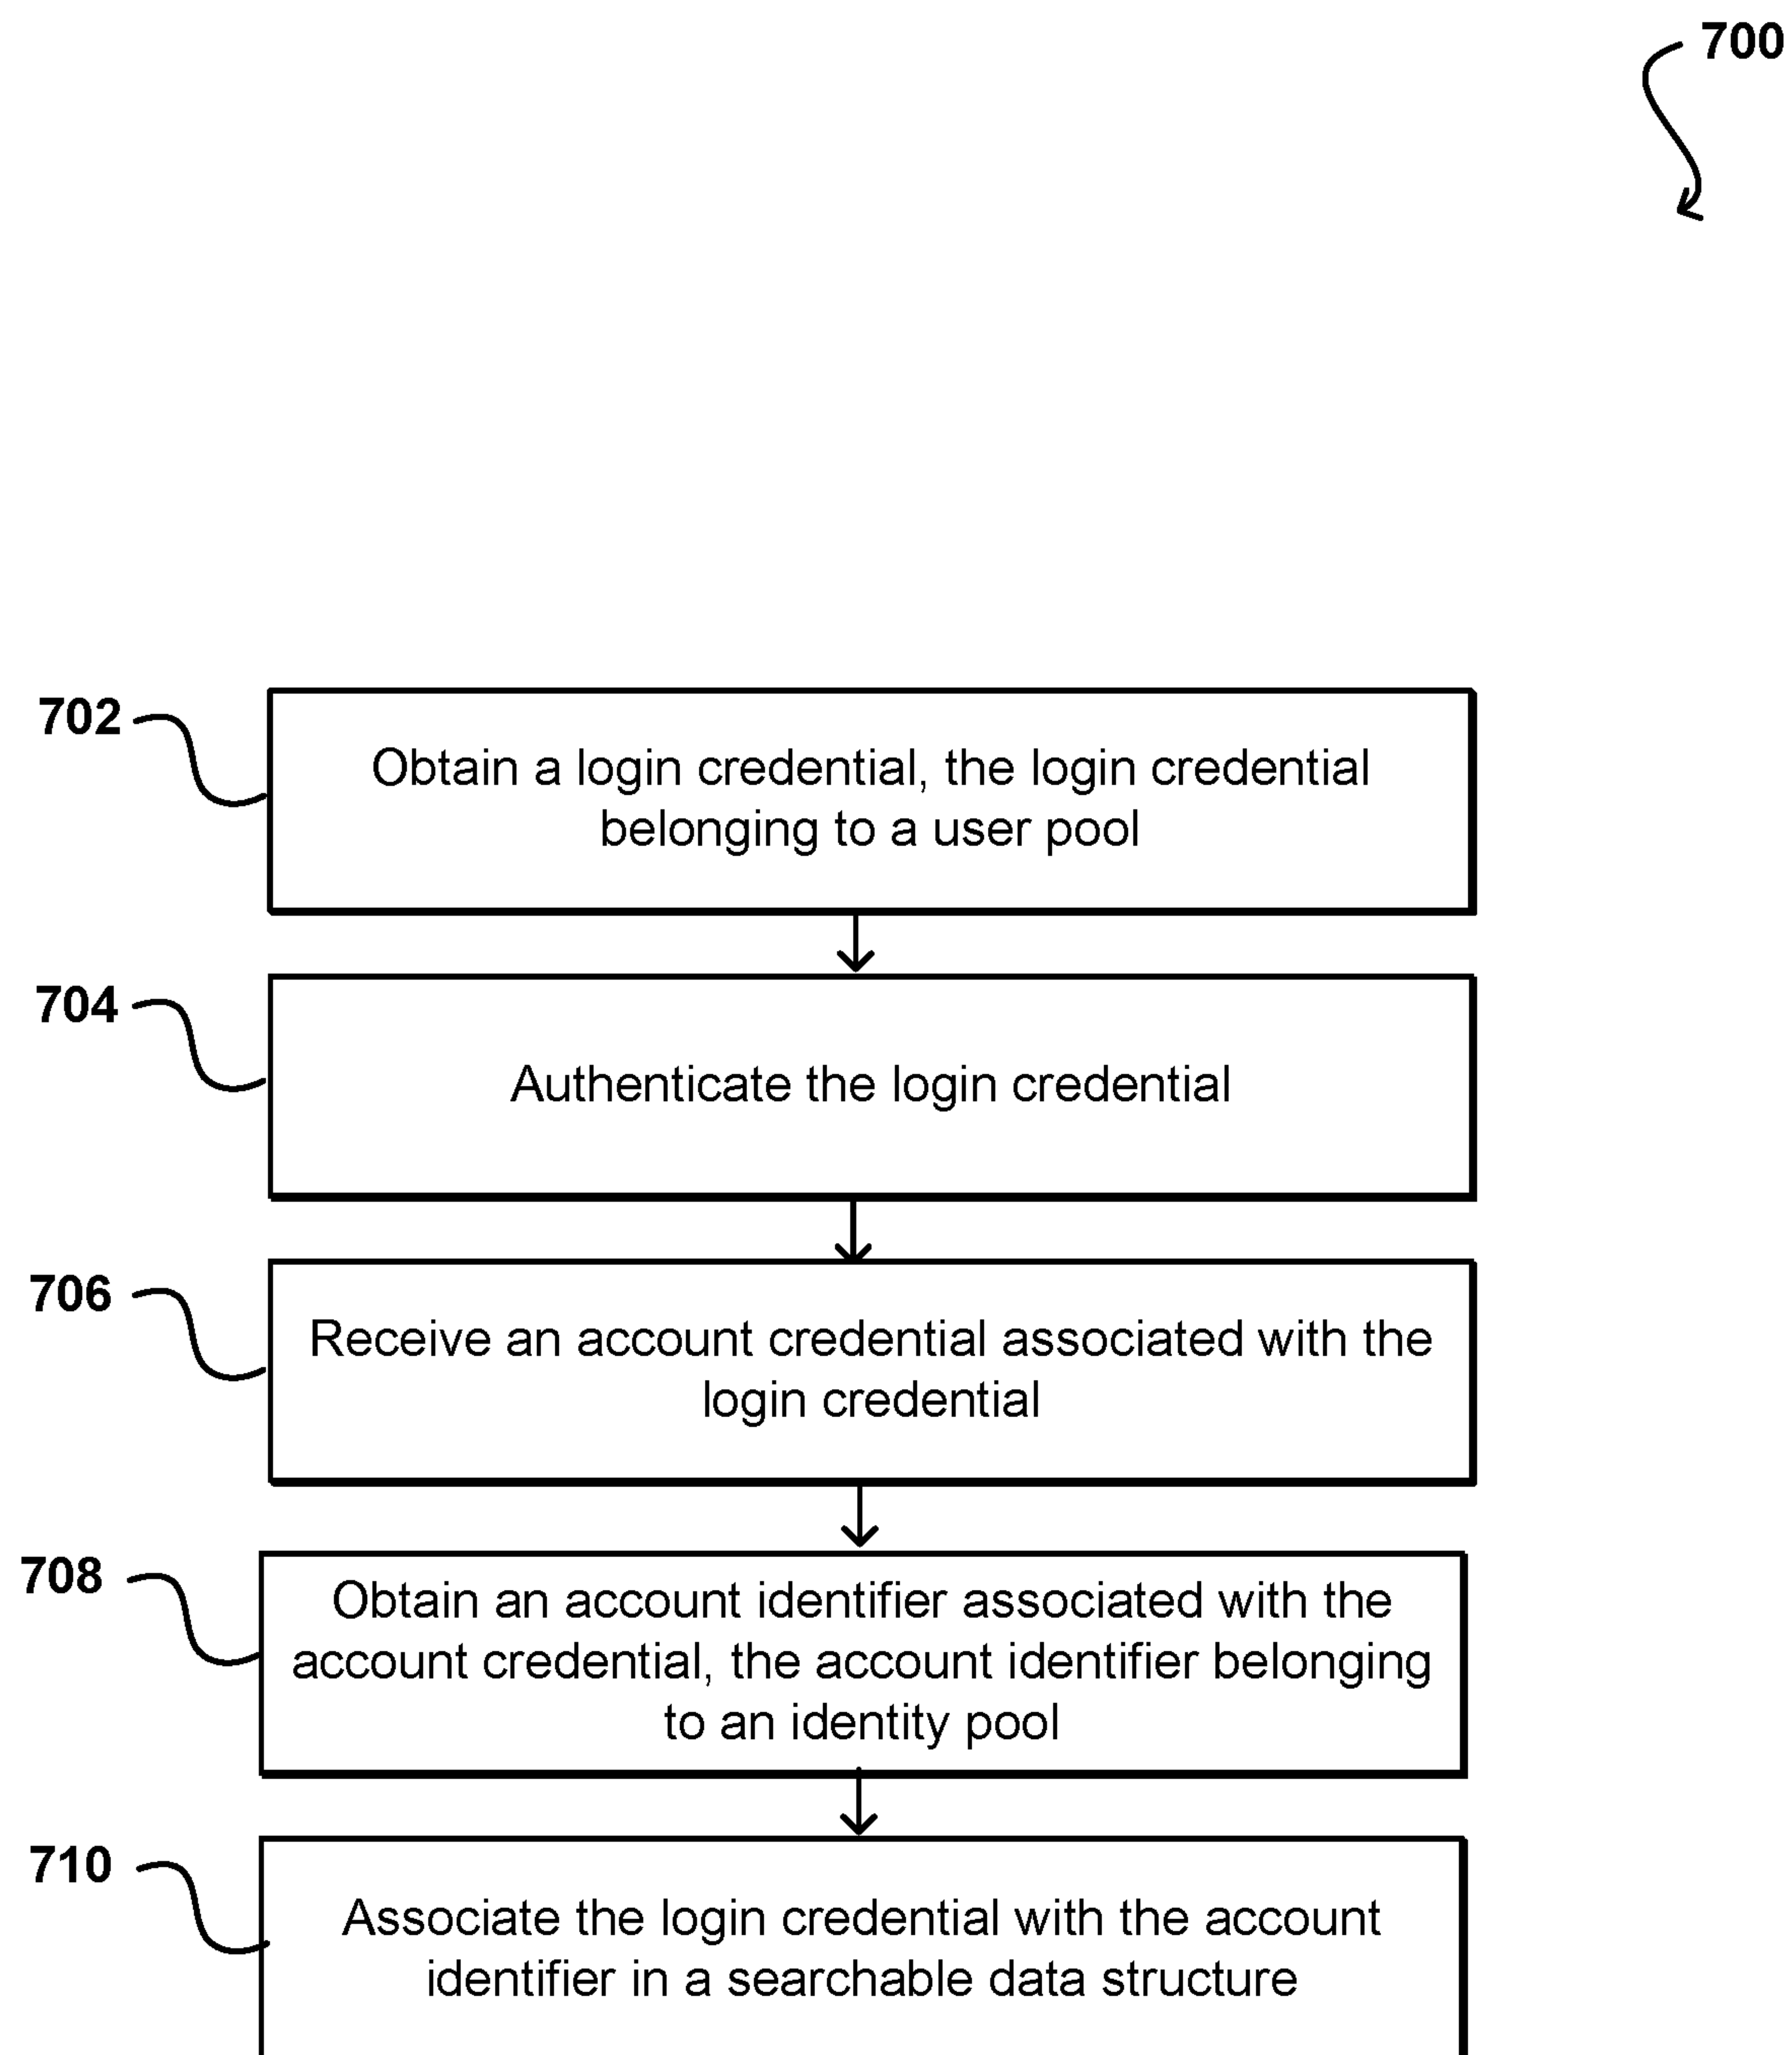 700
702
Obtain a login credential, the login credential
belonging to a user pool
704
Authenticate the login credential
706
Receive an account credential associated with the
login credential
708
Obtain an account identifier associated with the
account credential, the account identifier belonging
to an identity pool
710
Associate the login credential with the account
identifier in a searchable data structure